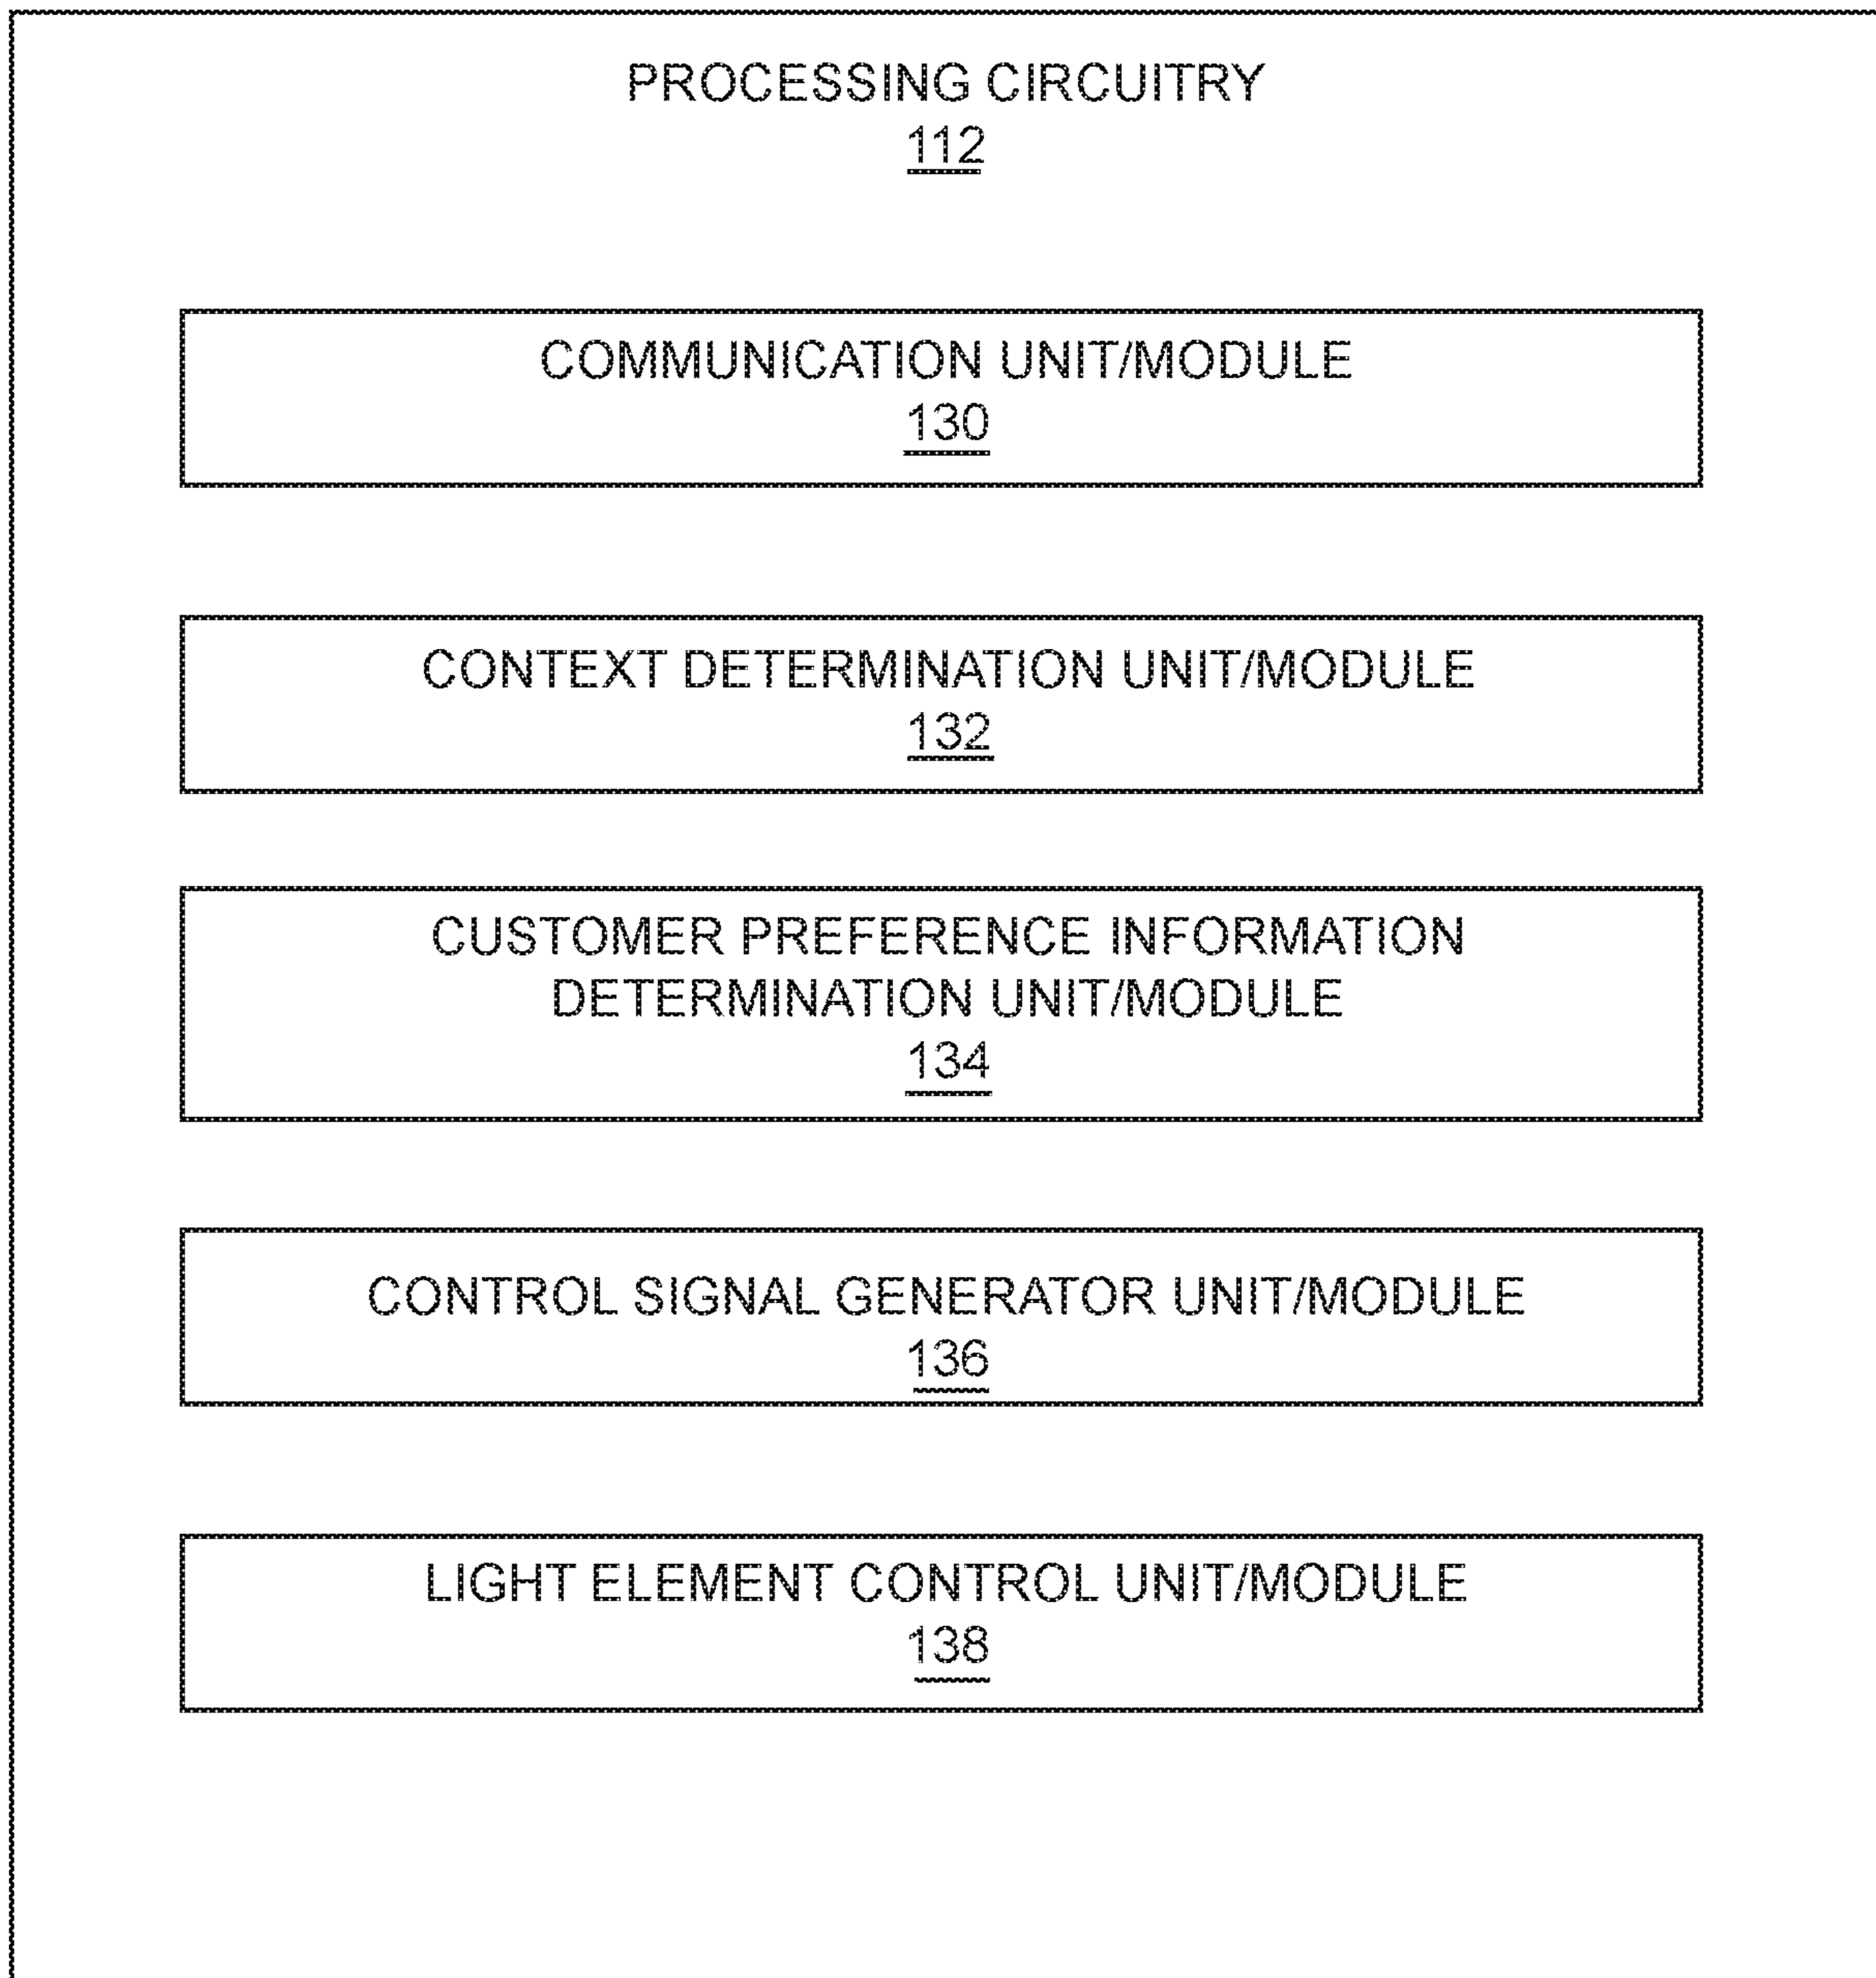 PROCESSING CIRCUITRY
112
COMMUNICATION UNIT/MODULE
130
CONTEXT DETERMINATION UNIT/MODULE
132
CUSTOMER PREFERENCE INFORMATION
DETERMINATION UNIT/MODULE
134
CONTROL SIGNAL GENERATOR UNIT/MODULE
136
LIGHT ELEMENT CONTROL UNIT/MODULE
138